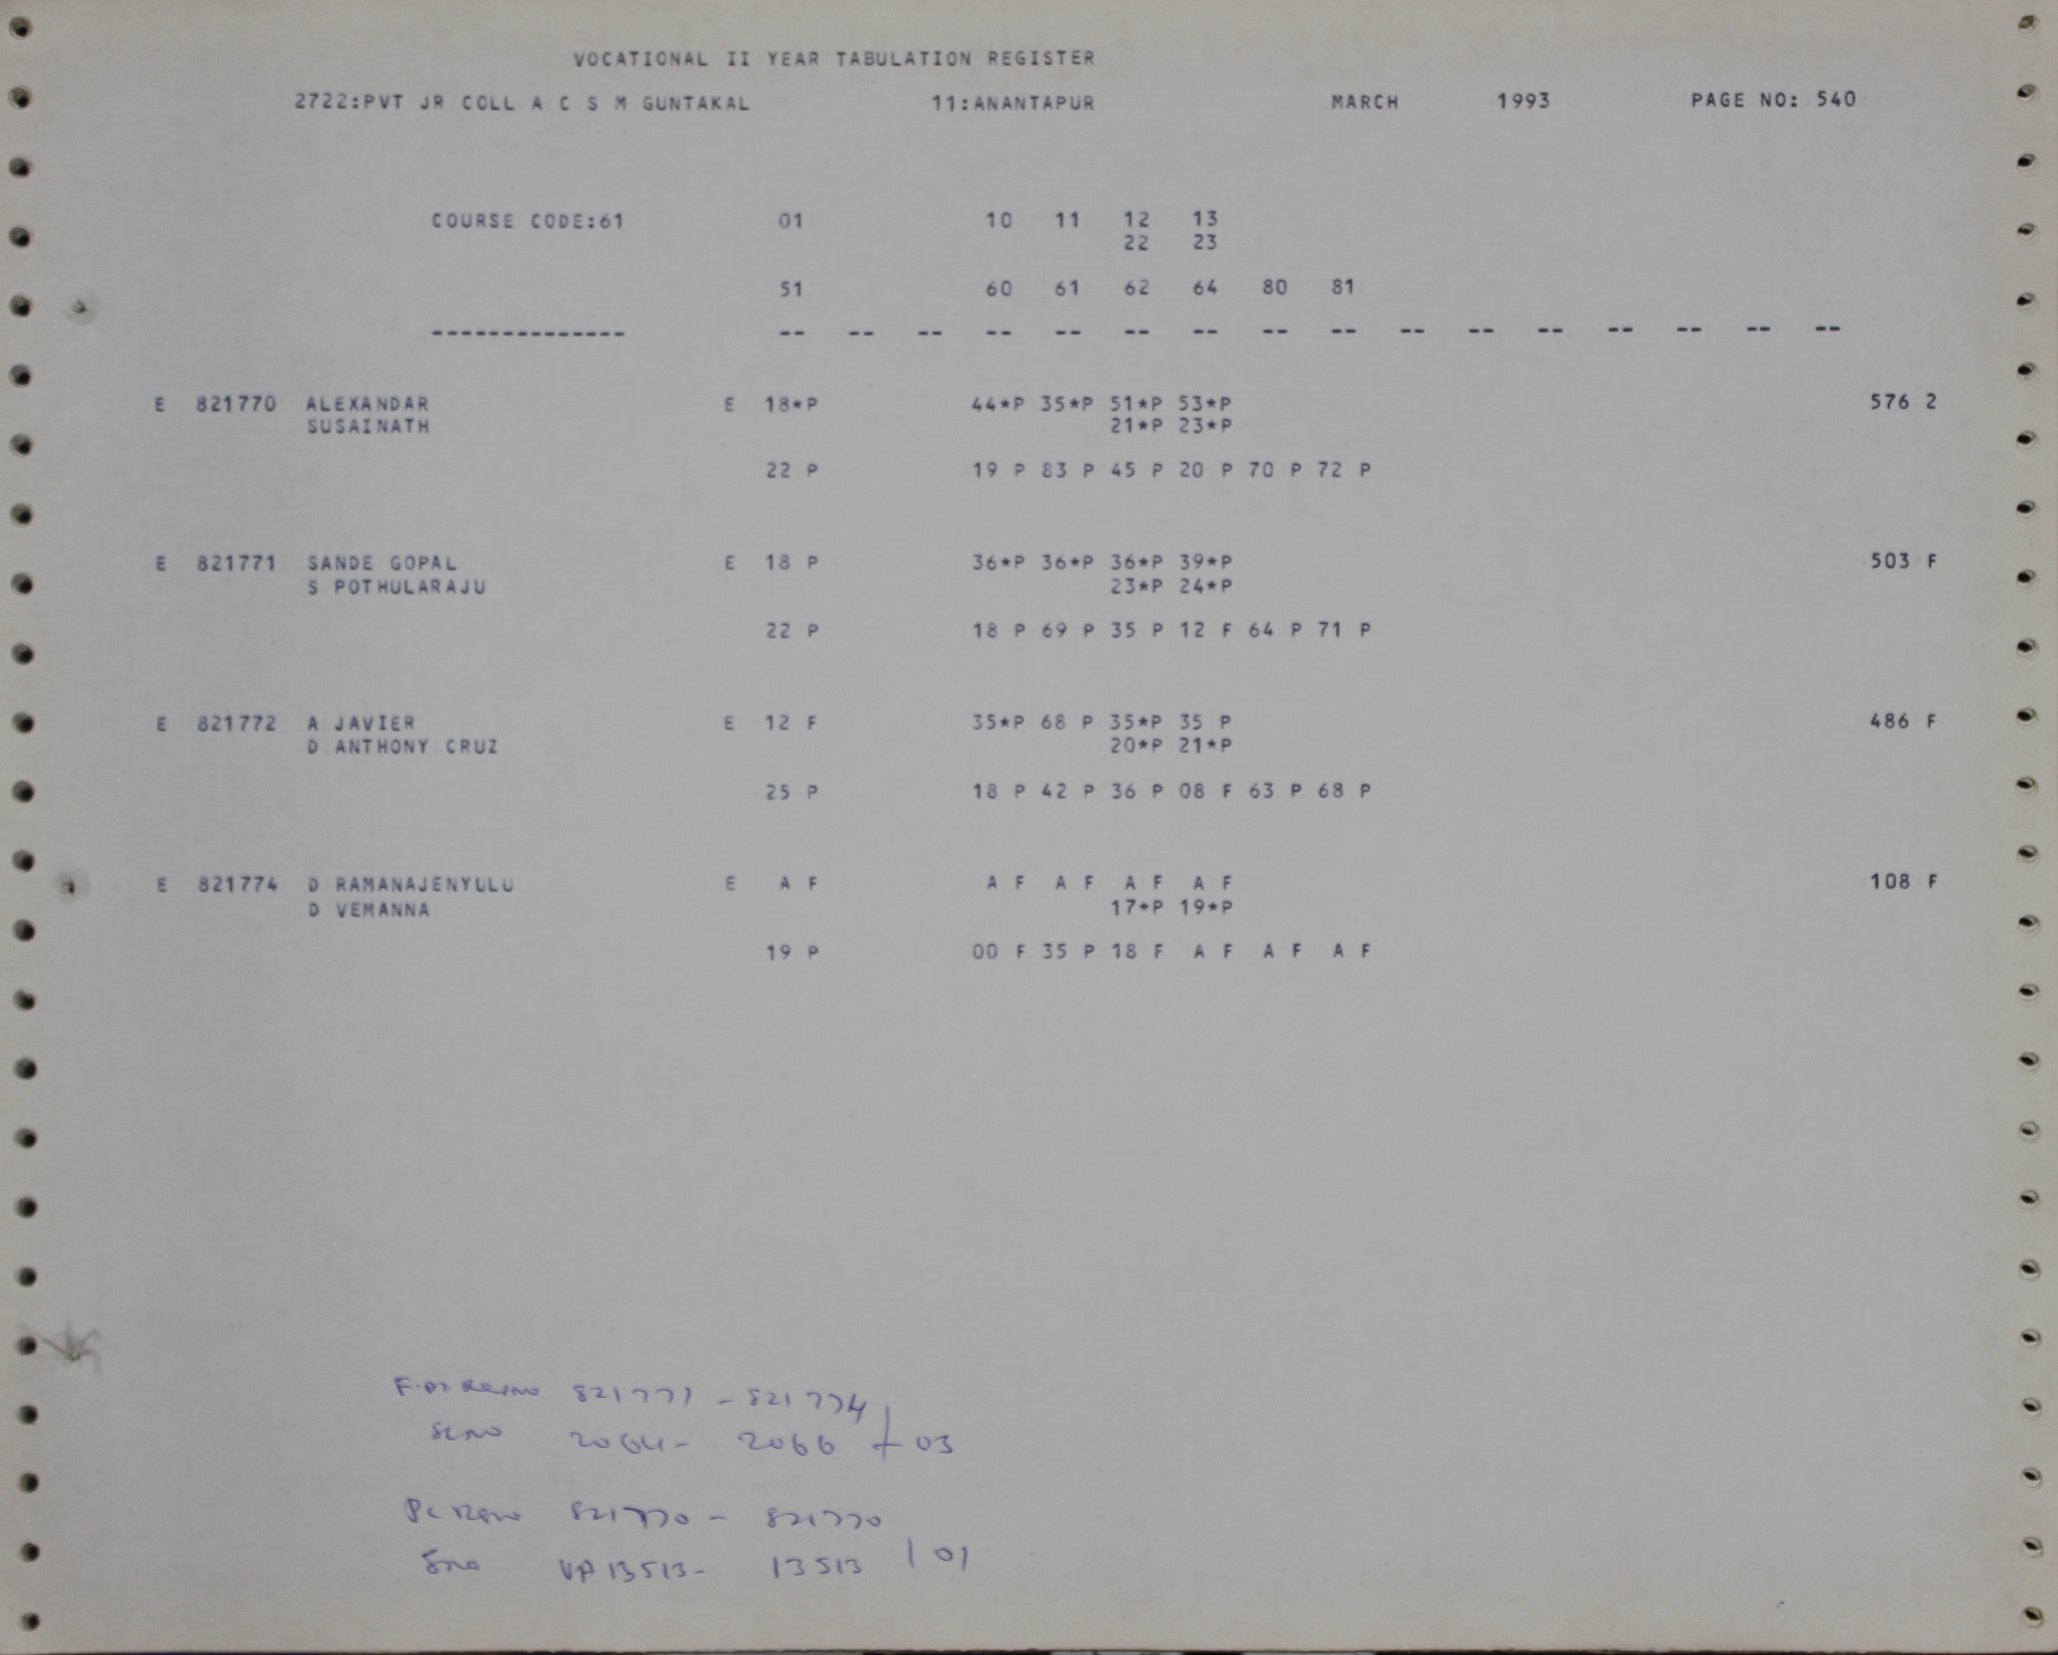 VOCATIONAL II YEAR TABULATION REGISTER
2722:PVT JR COLL A C S M GUNTAKAL 11:ANANTAPUR MARCH 1993 PAGE NO: 540
COURSE CODE:61 01 10 11 12 13
22 23
51 60 61 62 64 80 81
-------------- -- -- -- -- -- -- -- -- -- -- -- -- -- -- -- --
E 821770 ALEXANDAR E 18*P 44*P 35*P 51*P 53*P 576 2
SUSAINATH 21*P 23*P
22 P 19 P 83 P 45 P 20 P 70 P 72 P
E 821771 SANDE GOPAL E 18 P 36*P 36*P 36*P 39*P 503 F
S POTHULARAJU 23*P 24*P
22 P 18 P 69 P 35 P 12 F 64 P 71 P
E 821772 A JAVIER E 12 F 35*P 68 P 35*P 35 P 486 F
D ANTHONY CRUZ 20*P 21*P
25 P 18 P 42 P 36 P 08 F 63 P 68 P
E 821774 D RAMANAJENYULU E A F A F A F A F A F 108 F
D VEMANNA 17*P 19*P
19 P 00 F 35 P 18 F A F A F A F
821771 - 821774
2064 - 2066 03
821770 - 821770
VA 13513 - 13513 01